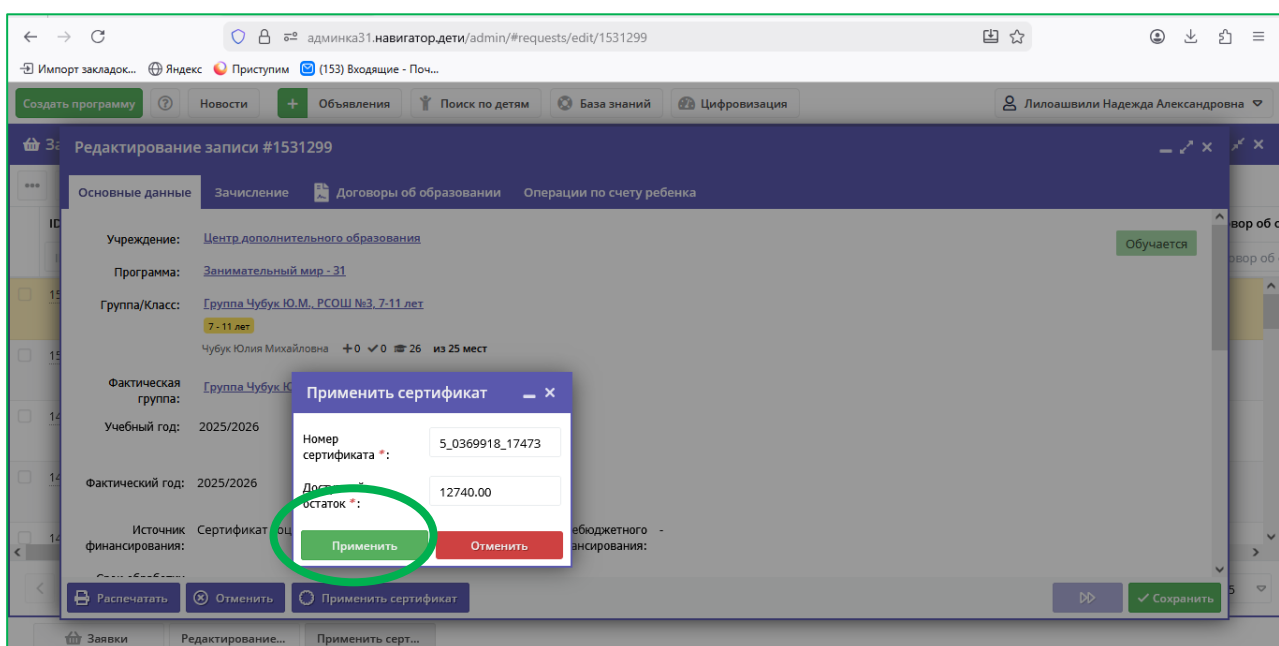 админка31.навигатор.дети/admin/#requests/edit/1531299
Импорт закладок... Яндекс Приступим (153) Входящие - Поч...
Создать программу Новости + Объявления Поиск по детям База знаний Цифровизация Лилоашвили Надежда Александровна
Редактирование записи #1531299
Основные данные Зачисление Договоры об образовании Операции по счету ребенка
ID
Учреждение: Центр дополнительного образования Обучается
Программа: Занимательный мир - 31
Группа/Класс: Группа Чубук Ю.М., РСОШ №3, 7-11 лет
7 - 11 лет
Чубук Юлия Михайловна +0 ✓0 26 из 25 мест
Фактическая группа: Группа Чубук
Учебный год: 2025/2026
Фактический год: 2025/2026
Источник финансирования: Сертификат
Применить сертификат
Номер сертификата *: 5_0369918_17473
остаток *: 12740.00
Применить Отменить
Распечатать Отменить Применить сертификат Сохранить
Заявки Редактирование... Применить серт...